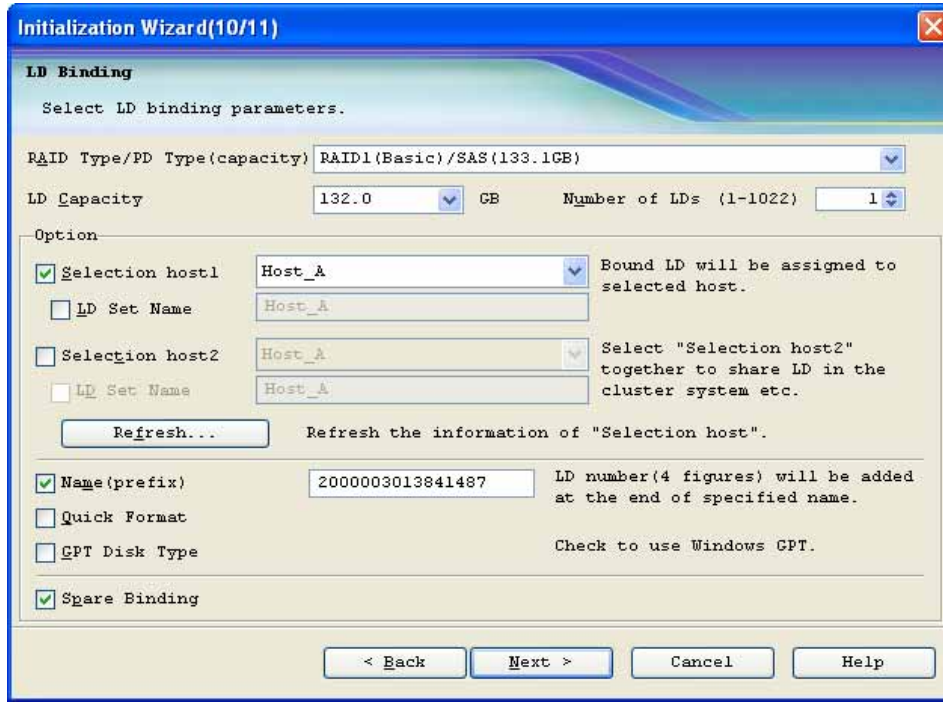 Initialization Wizard(10/11)
LD Binding
Select LD binding parameters.
RAID Type/PD Type(capacity) RAID1(Basic)/SAS(133.1GB)
LD Capacity 132.0 GB Number of LDs (1-1022) 1
Option
Selection host1 Host_A Bound LD will be assigned to
selected host.
LD Set Name Host_A
Selection host2 Host_A Select "Selection host2"
together to share LD in the
LD Set Name Host_A cluster system etc.
Refresh... Refresh the information of "Selection host".
Name(prefix) 2000003013841487 LD number(4 figures) will be added
at the end of specified name.
Quick Format
GPT Disk Type Check to use Windows GPT.
Spare Binding
< Back Next > Cancel Help